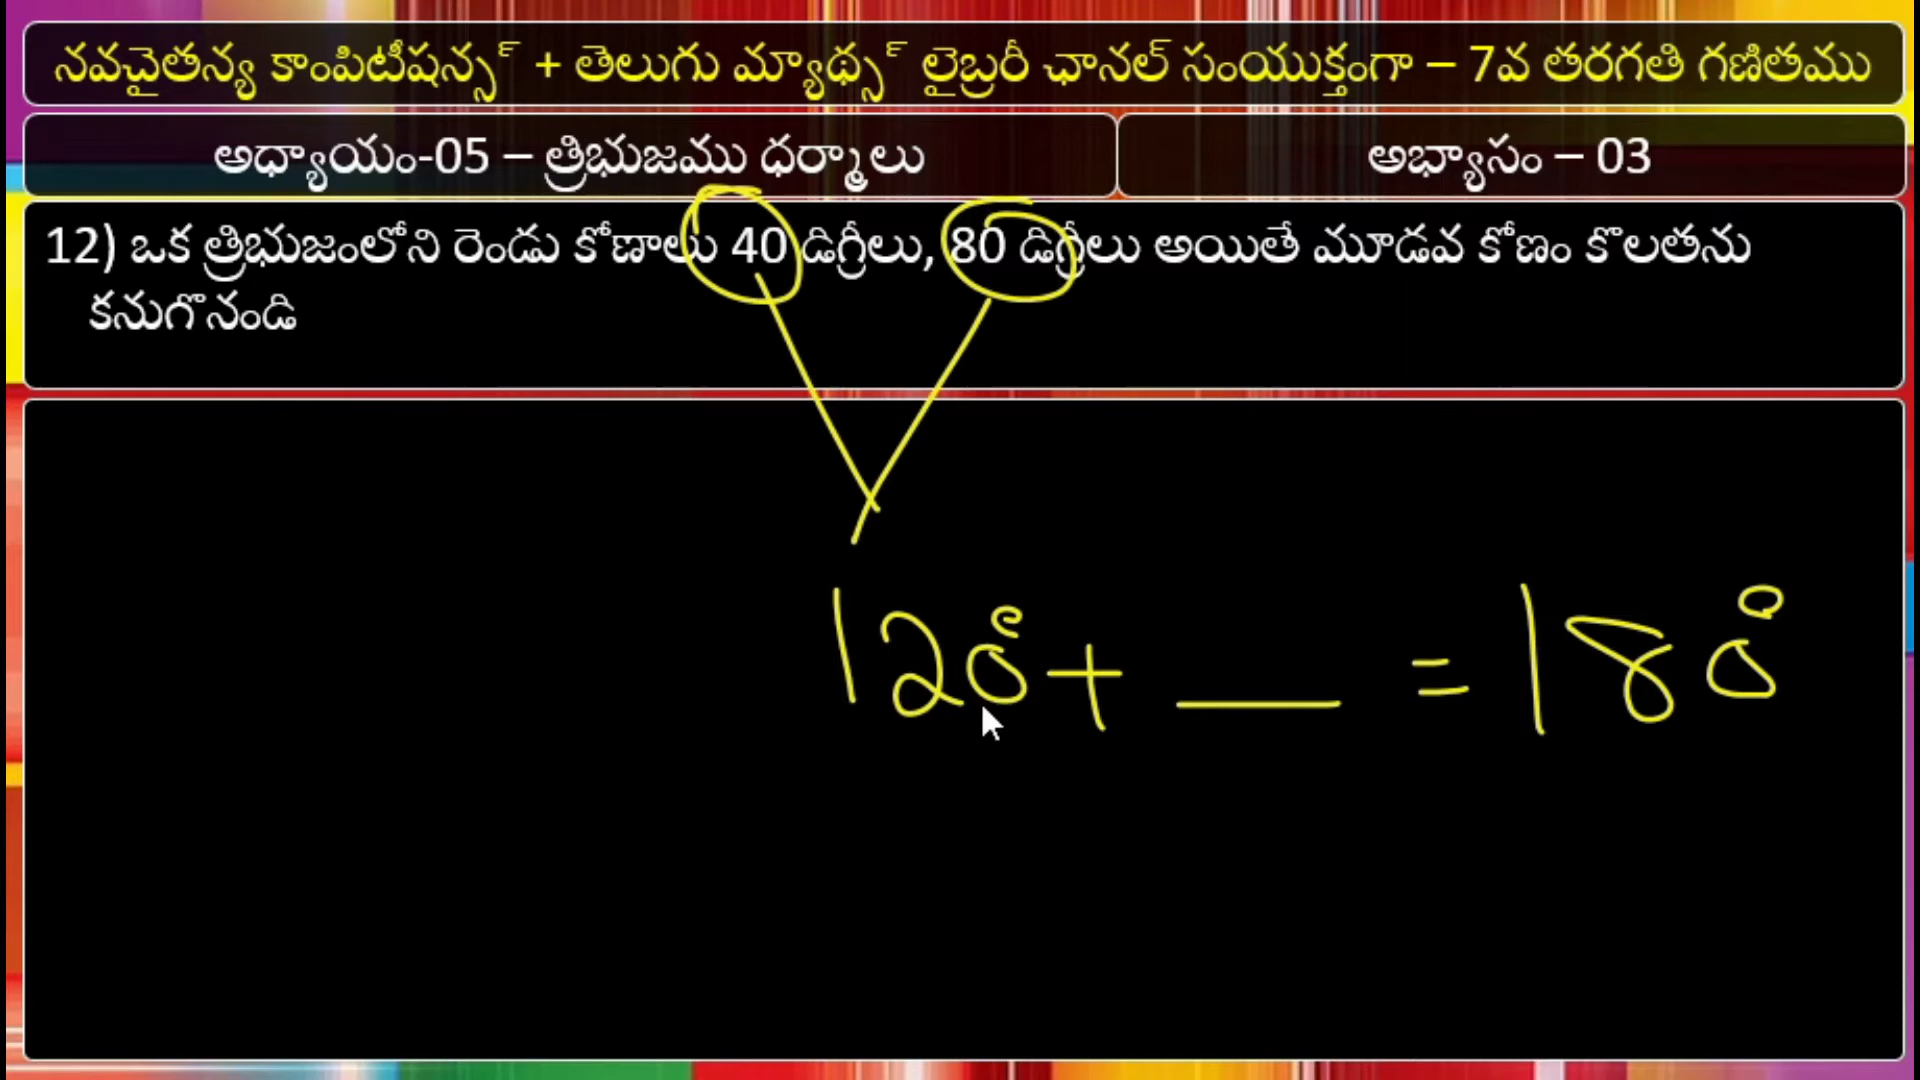 నవచైతన్య కాంపిటీషన్స్ + తెలుగు మ్యాథ్స్ లైబ్రరీ ఛానల్ సంయుక్తంగా – 7వ తరగతి గణితము
అధ్యాయం-05 – త్రిభుజము ధర్మాలు
అభ్యాసం – 03
12) ఒక త్రిభుజంలోని రెండు కోణాలు 40 డిగ్రీలు, 80 డిగ్రీలు అయితే మూడవ కోణం కొలతను
కనుగొనండి
120° + ___ = 180°